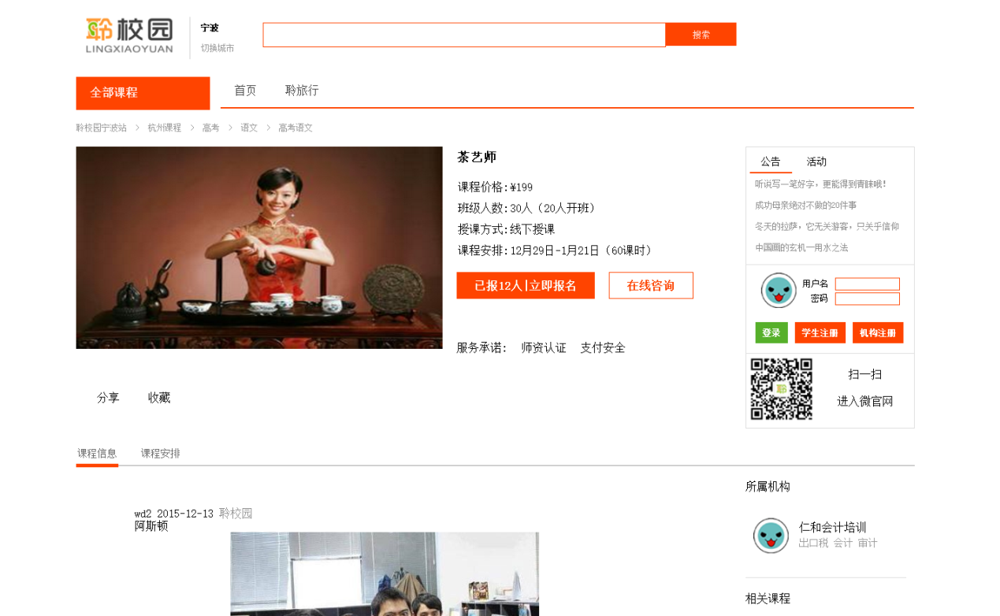 聆校园
LINGXIAOYUAN
宁波
切换城市
搜索
全部课程
首页
聆旅行
聆校园宁波站 > 杭州课程 > 高考 > 语文 > 高考语文
茶艺师
课程价格:¥199
班级人数:30人（20人开班）
授课方式:线下授课
课程安排:12月29日-1月21日（60课时）
已报12人|立即报名
在线咨询
服务承诺: 师资认证 支付安全
分享
收藏
公告
活动
听说写一笔好字，更能得到青睐哦!
成功母亲绝对不做的20件事
冬天的拉萨，它无关游客，只关乎信仰
中国画的玄机一用水之法
用户名
密码
登录
学生注册
机构注册
聆
扫一扫
进入微官网
课程信息
课程安排
wd2 2015-12-13 聆校园
阿斯顿
所属机构
仁和会计培训
出口税 会计 审计
相关课程